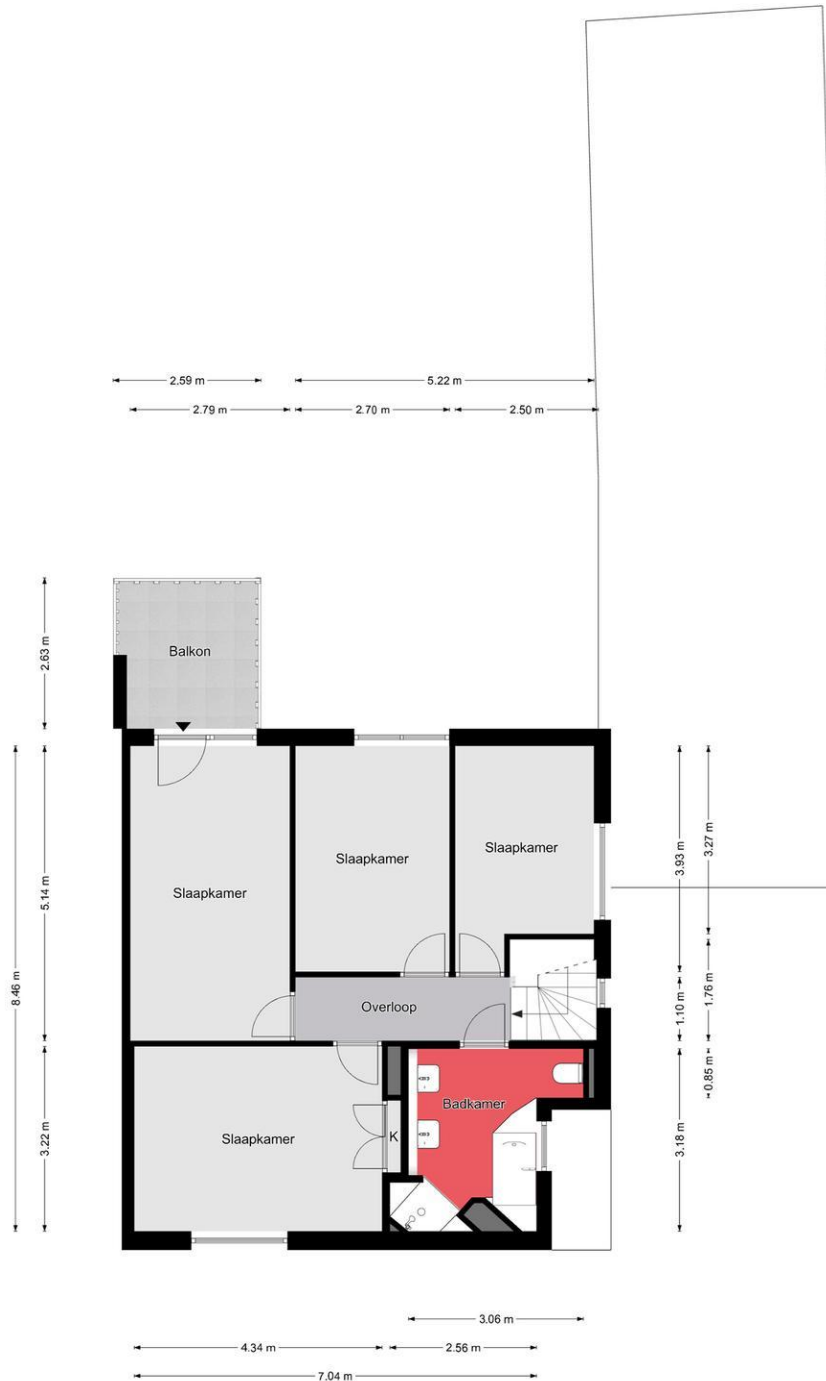 2.59 m
5.22 m
2.79 m
2.70 m
2.50 m
2.63 m
Balkon
5.14 m
8.46 m
3.22 m
Slaapkamer
Slaapkamer
Slaapkamer
3.93 m
3.27 m
Overloop
1.10 m
1.76 m
0.85 m
3.18 m
Slaapkamer
K
Badkamer
3.06 m
4.34 m
2.56 m
7.04 m